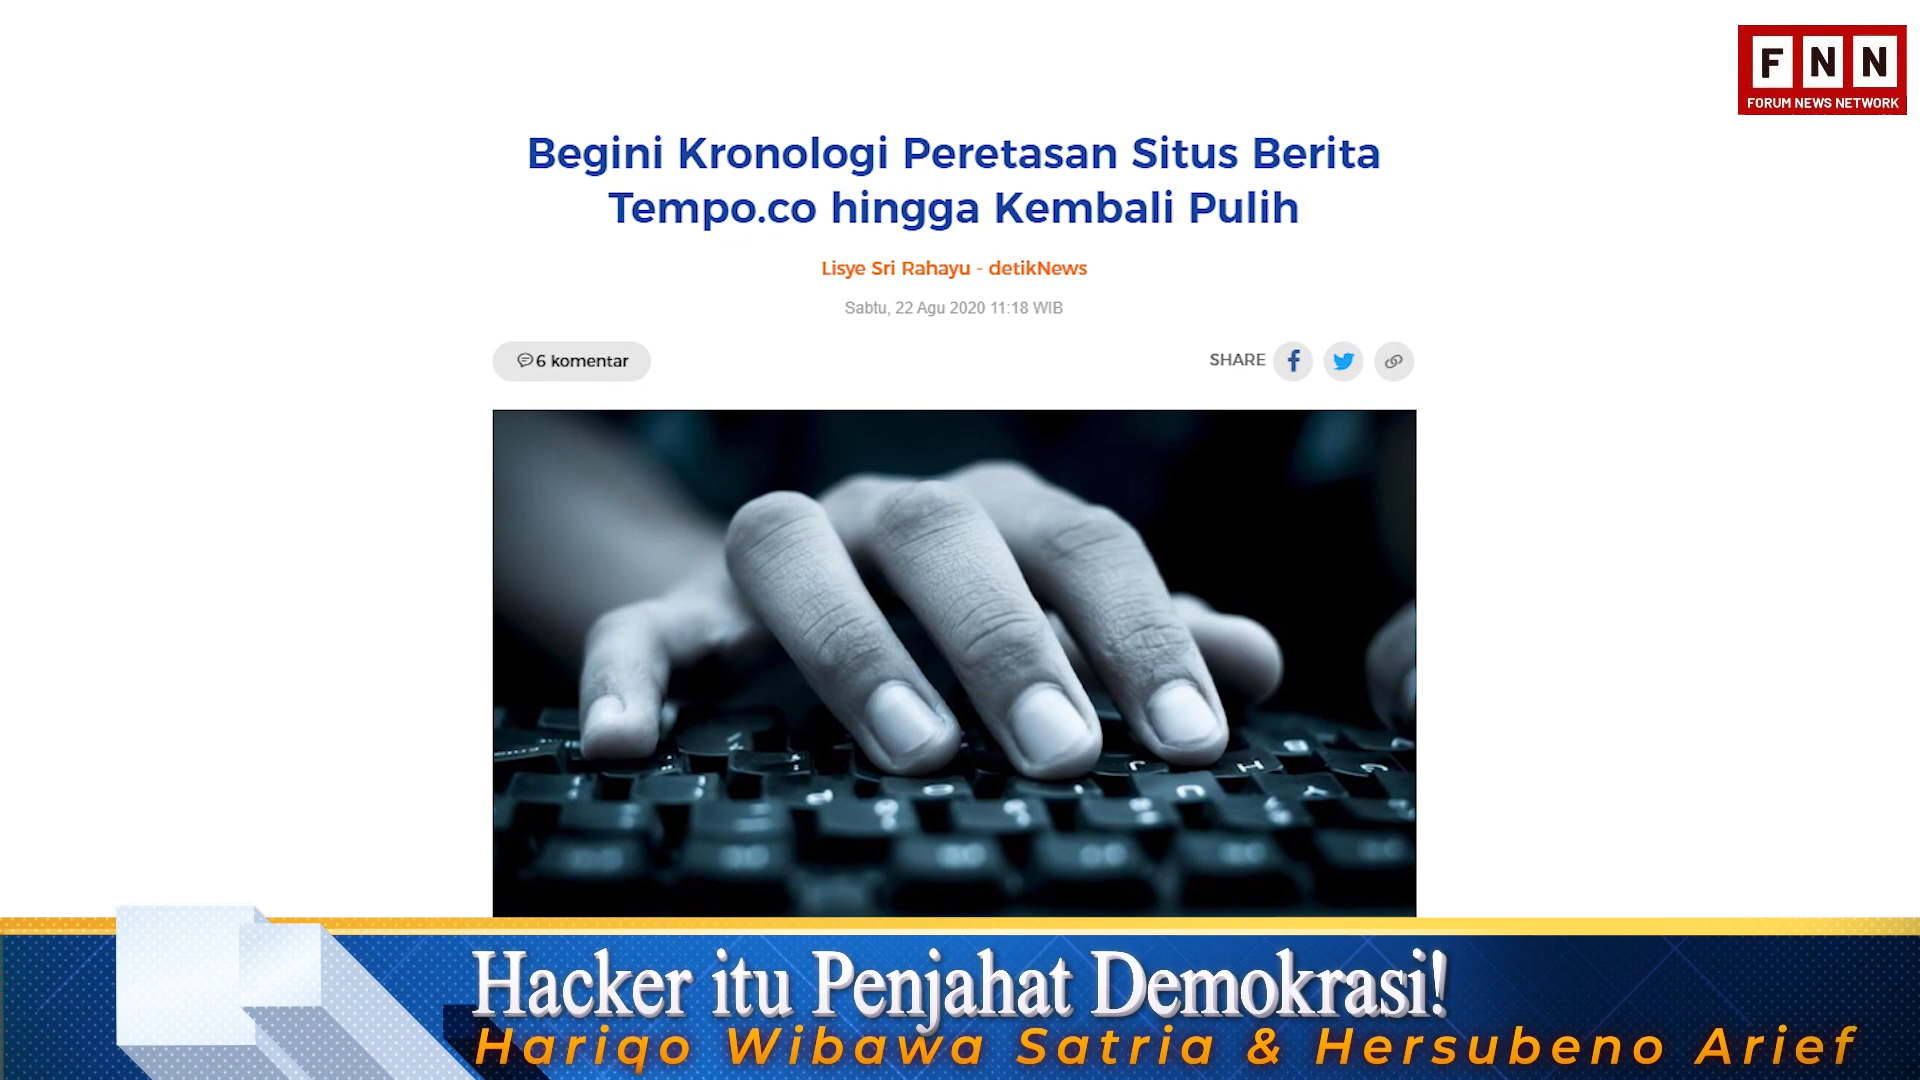 FNN
FORUM NEWS NETWORK
Begini Kronologi Peretasan Situs Berita
Tempo.co hingga Kembali Pulih
Lisye Sri Rahayu - detikNews
Sabtu, 22 Agu 2020 11:18 WIB
6 komentar
SHARE
Hacker itu Penjahat Demokrasi!
Hariqo Wibawa Satria & Hersubeno Arief